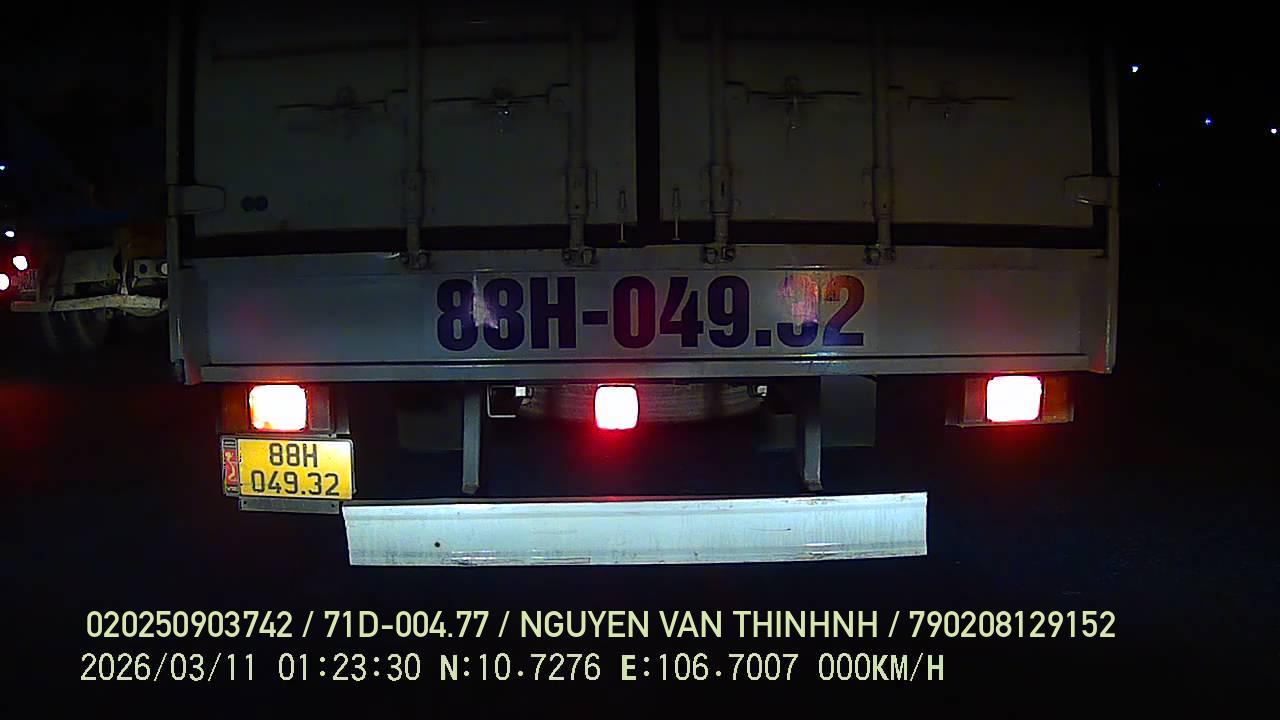 88H-049.32
88H
049.32
020250903742 / 71D-004.77 / NGUYEN VAN THINHNH / 790208129152
2026/03/11 01:23:30 N:10.7276 E:106.7007 000KM/H